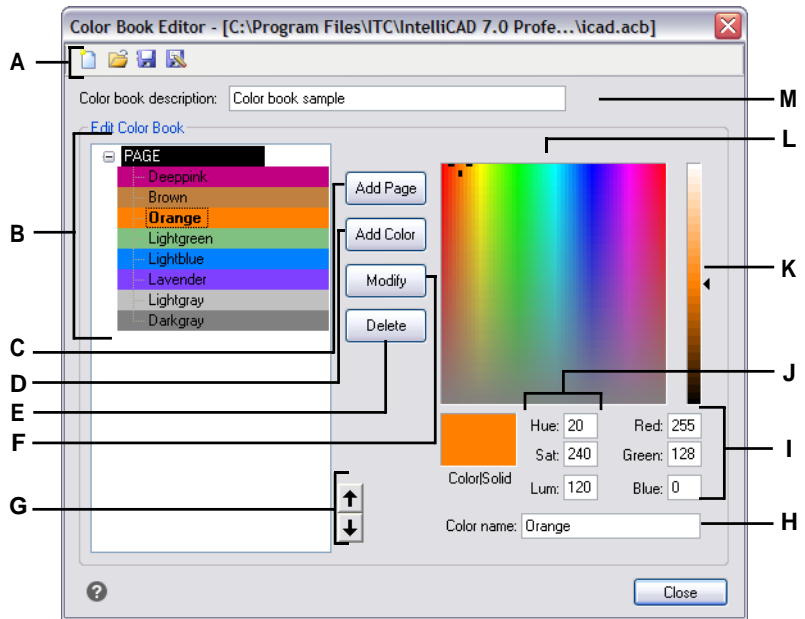 Color Book Editor - [C:\Program Files\ITC\IntelliCAD 7.0 Profe...\icad.acb]
A
Color book description: Color book sample
M
Edit Color Book
L
PAGE
Deeppink
Brown
Orange
Lightgreen
Lightblue
Lavender
Lightgray
Darkgray
B
Add Page
Add Color
Modify
Delete
K
C
D
E
F
J
Hue: 20
Red: 255
Sat: 240
Green: 128
I
Color|Solid
Lum: 120
Blue: 0
G
Color name: Orange
H
?
Close